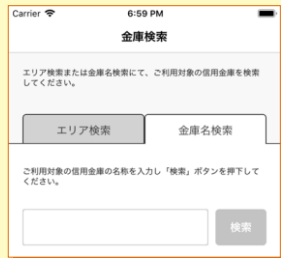 Carrier 6:59 PM
金庫検索
エリア検索または金庫名検索にて、ご利用対象の信用金庫を検索
してください。
エリア検索 金庫名検索
ご利用対象の信用金庫の名称を入力し「検索」ボタンを押下して
ください。
検索